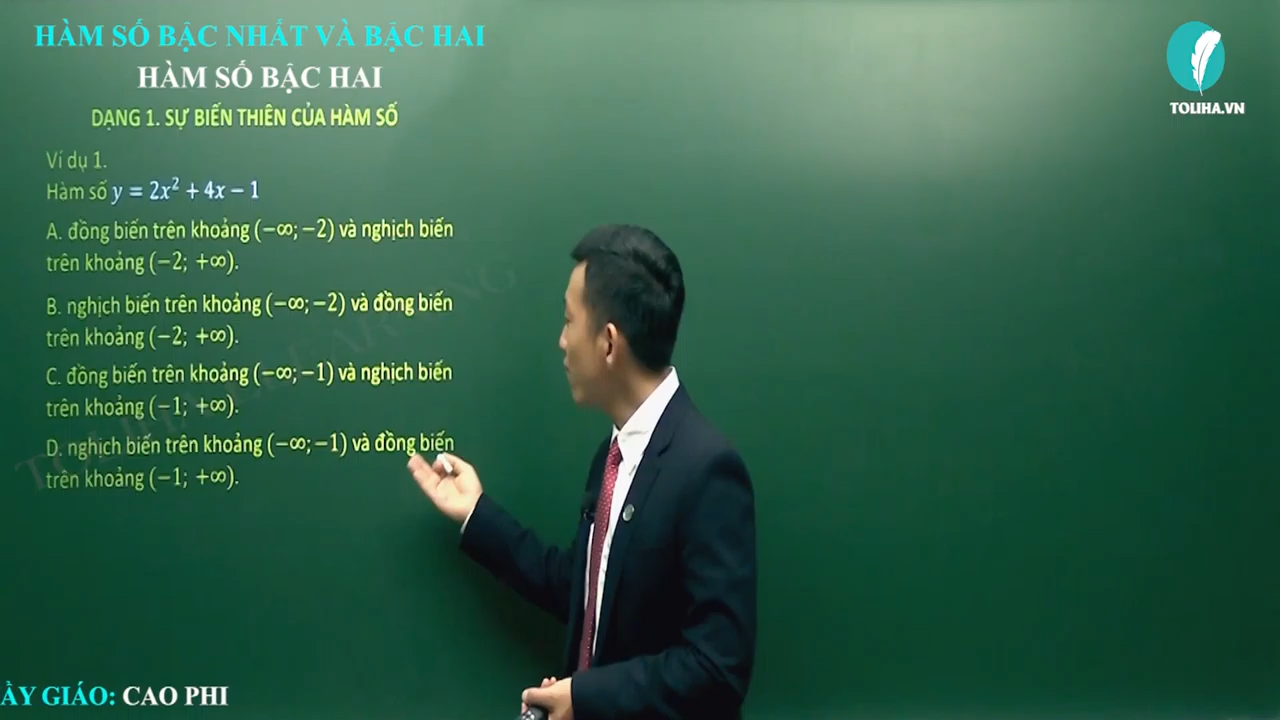 HÀM SỐ BẬC NHẤT VÀ BẬC HAI
HÀM SỐ BẬC HAI
DẠNG 1. SỰ BIẾN THIÊN CỦA HÀM SỐ
TOLIHA.VN
Ví dụ 1.
Hàm số y = 2x² + 4x − 1
A. đồng biến trên khoảng (−∞; −2) và nghịch biến
trên khoảng (−2; +∞).
B. nghịch biến trên khoảng (−∞; −2) và đồng biến
trên khoảng (−2; +∞).
C. đồng biến trên khoảng (−∞; −1) và nghịch biến
trên khoảng (−1; +∞).
D. nghịch biến trên khoảng (−∞; −1) và đồng biến
trên khoảng (−1; +∞).
ẦY GIÁO: CAO PHI